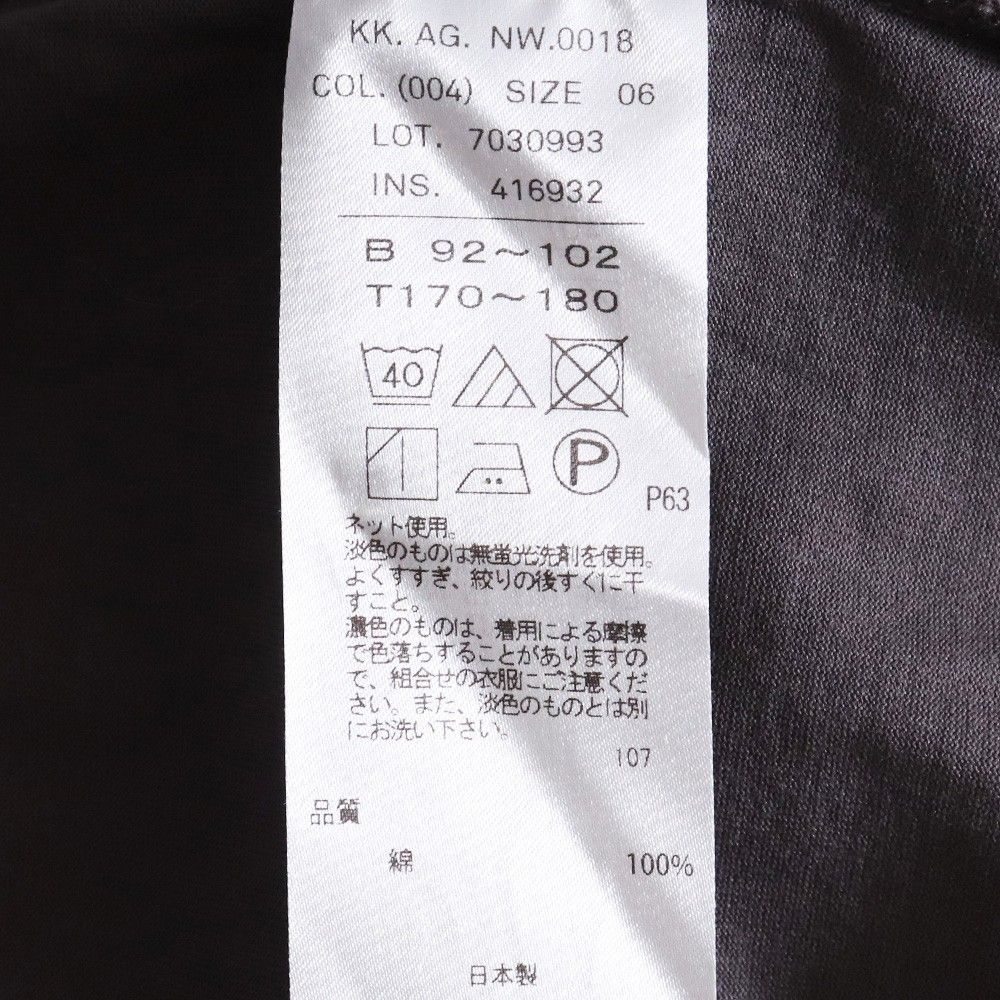 KK. AG. NW.0018
COL. (004) SIZE 06
LOT. 7030993
INS. 416932
B 92〜102
T170〜180
40
P
P63
ネット使用。
淡色のものは無蛍光洗剤を使用。
よくすすぎ、絞りの後すぐに干
すこと。
濃色のものは、着用による摩擦
で色落ちすることがありますの
で、組合せの衣服にご注意くだ
さい。また、淡色のものとは別
にお洗い下さい。
107
品質
綿 100%
日本製